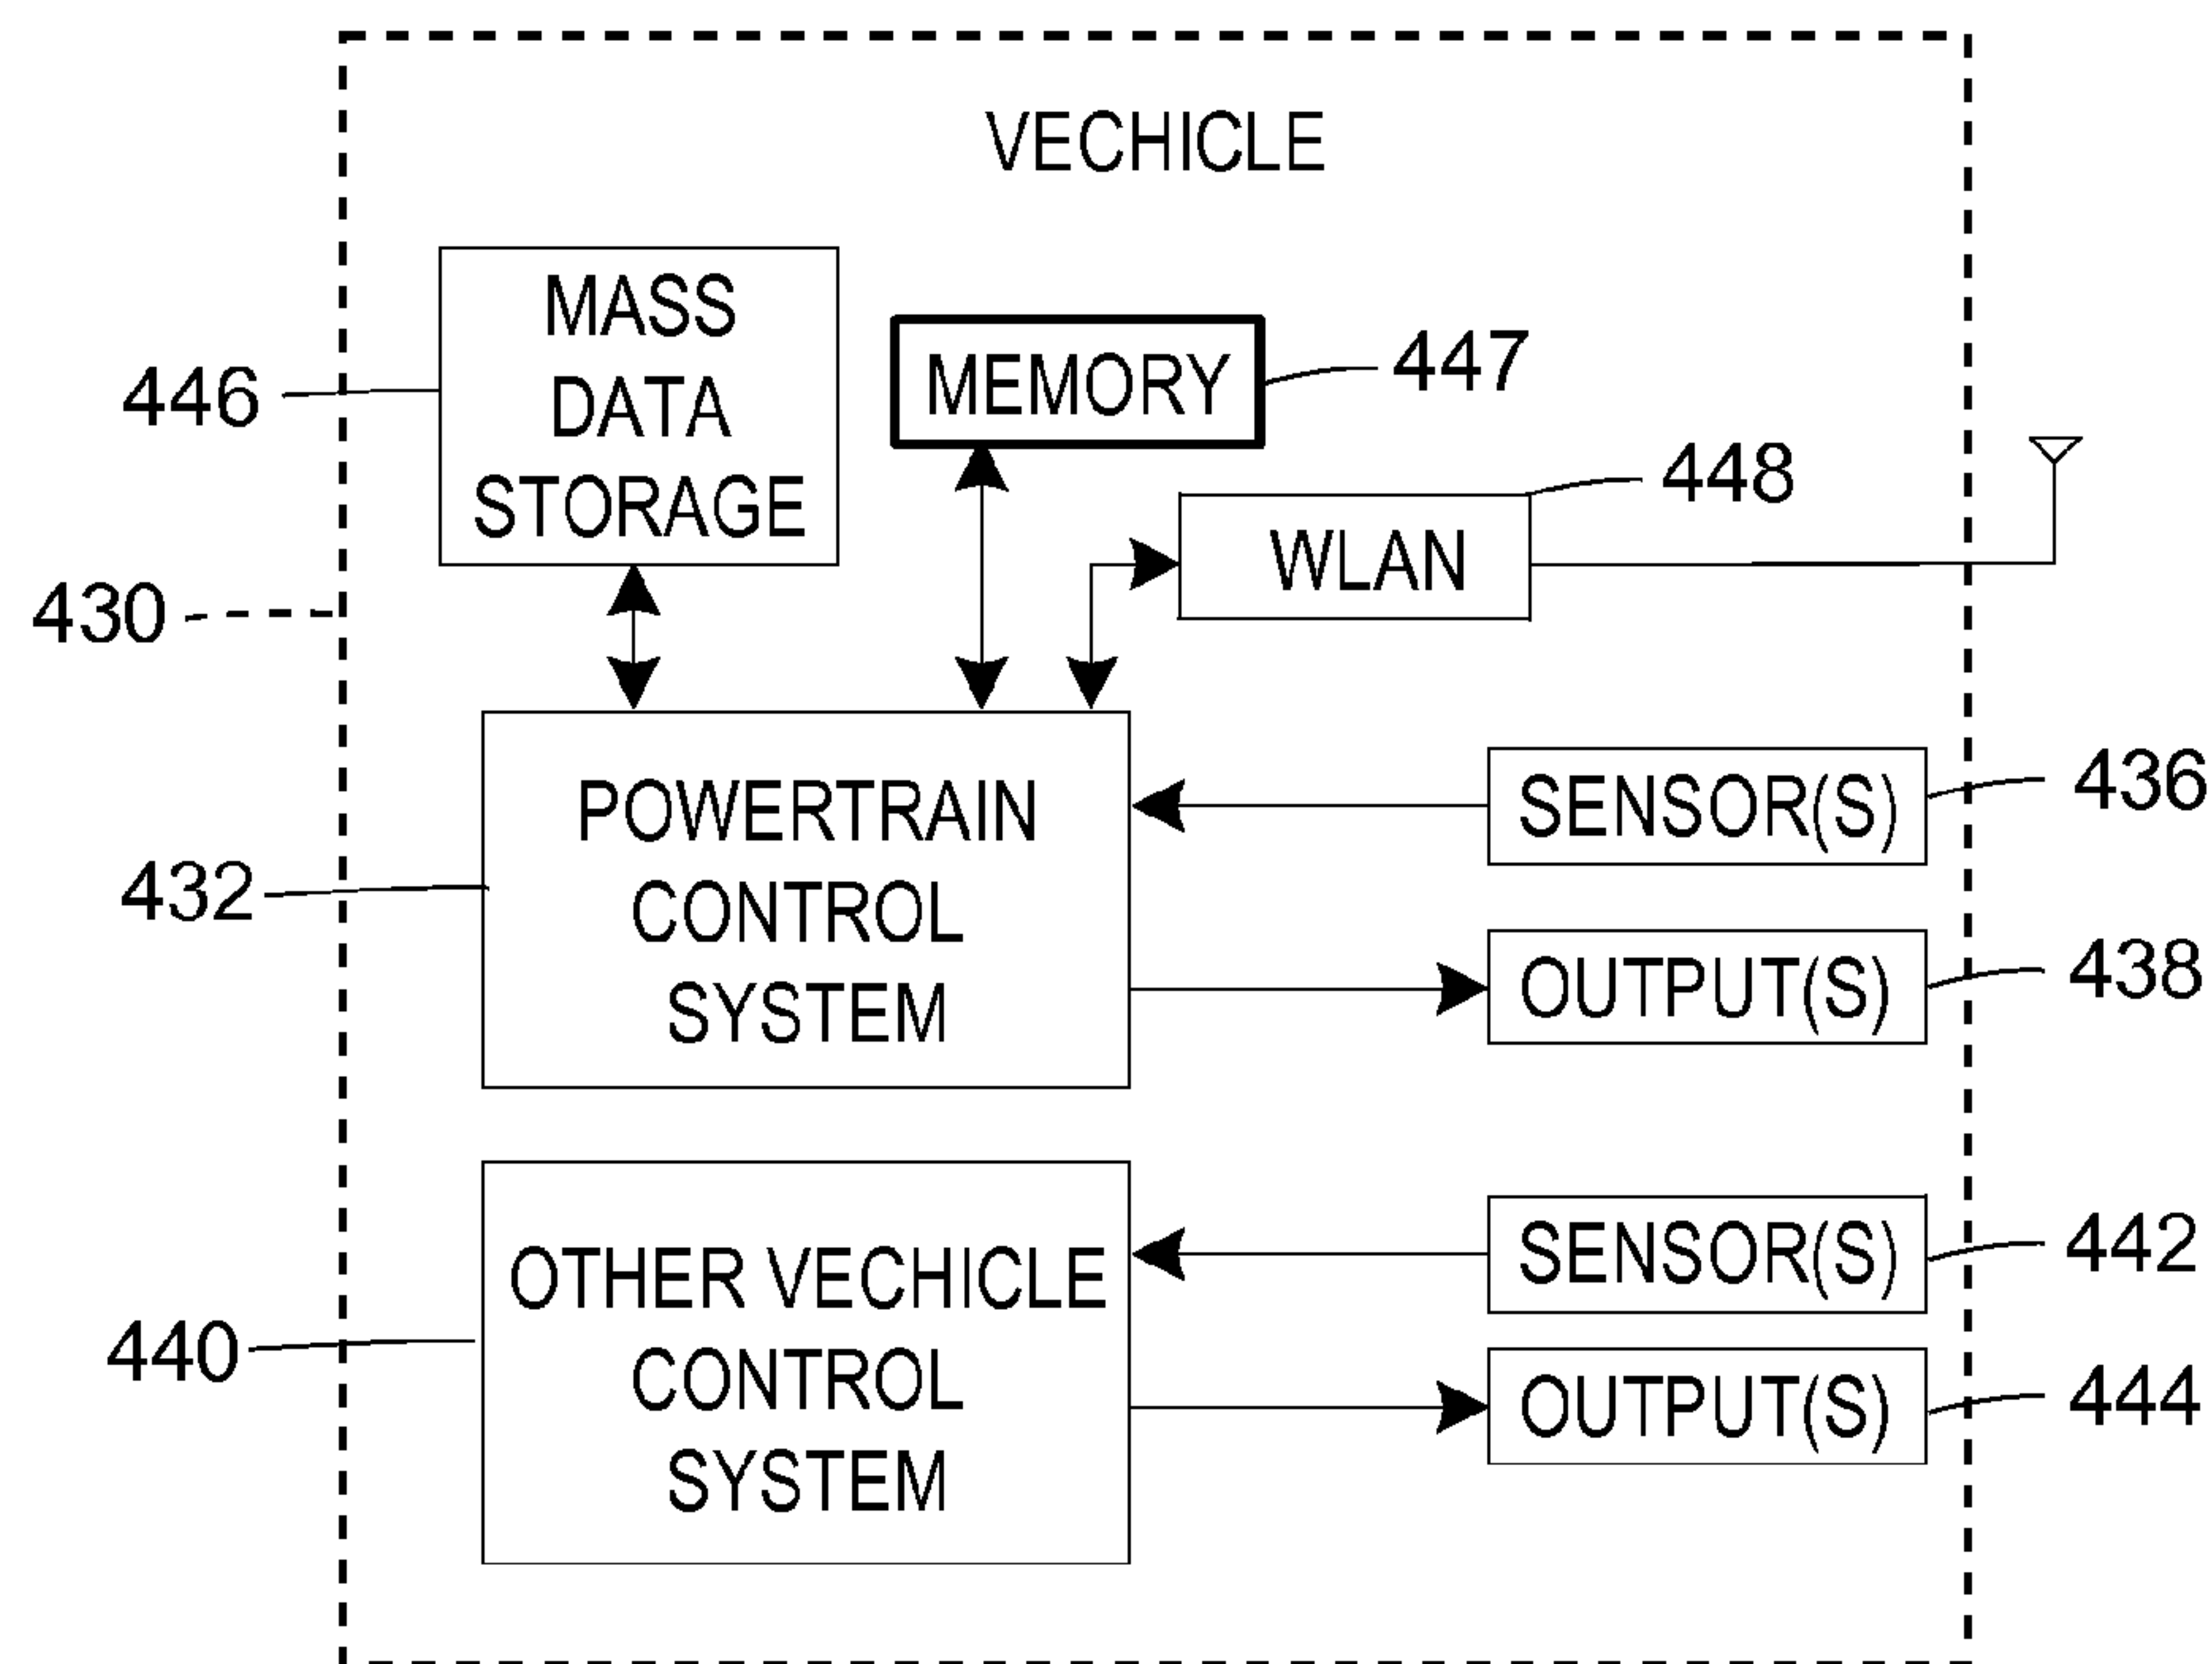 VECHICLE
MASS
DATA
STORAGE
446
MEMORY
447
448
WLAN
430
POWERTRAIN
CONTROL
SYSTEM
432
SENSOR(S)
436
OUTPUT(S)
438
OTHER VECHICLE
CONTROL
SYSTEM
440
SENSOR(S)
442
OUTPUT(S)
444